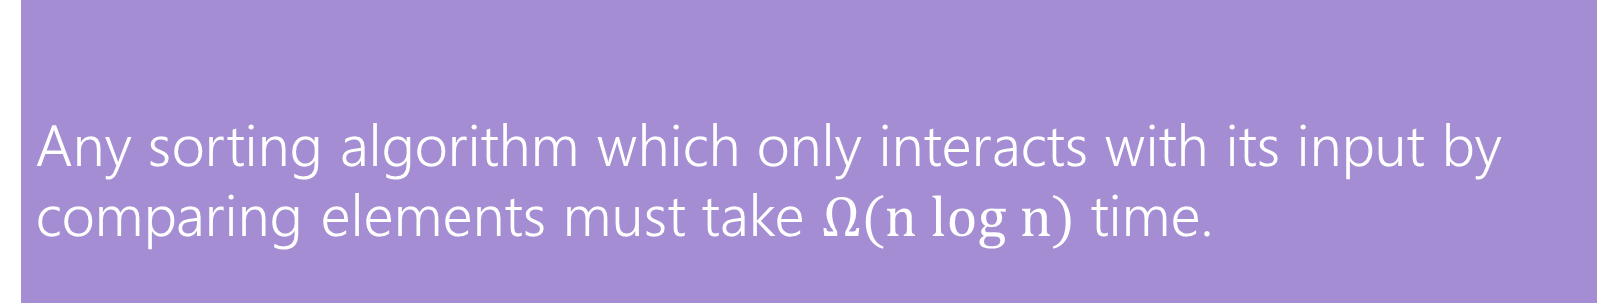 Any sorting algorithm which only interacts with its input by
comparing elements must take Ω(n log n) time.